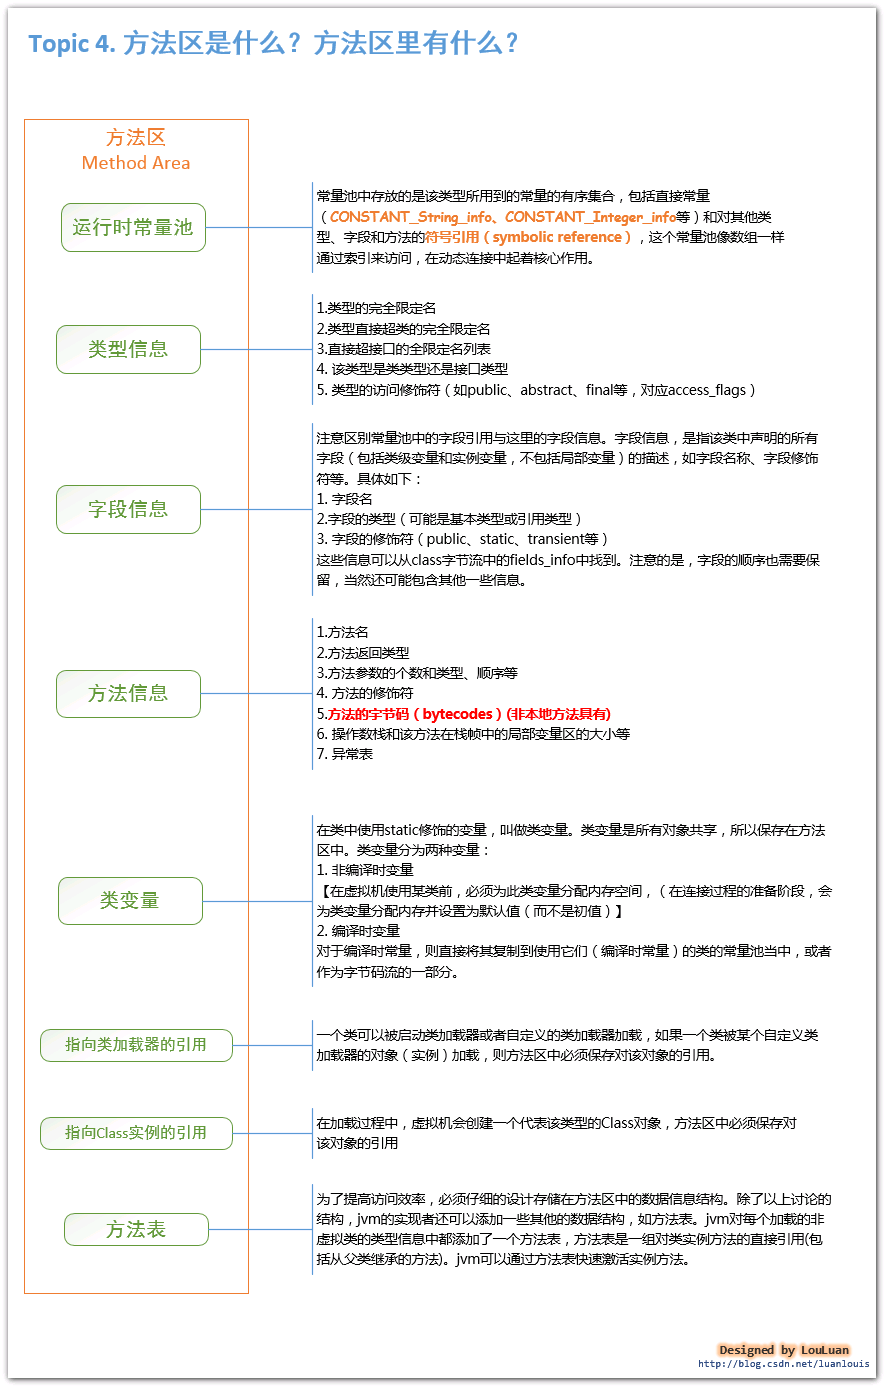 Topic 4. 方法区是什么？方法区里有什么？
方法区
Method Area
运行时常量池
常量池中存放的是该类型所用到的常量的有序集合，包括直接常量
（CONSTANT_String_info、CONSTANT_Integer_info等）和对其他类
型、字段和方法的符号引用（symbolic reference），这个常量池像数组一样
通过索引来访问，在动态连接中起着核心作用。
类型信息
1.类型的完全限定名
2.类型直接超类的完全限定名
3.直接超接口的全限定名列表
4. 该类型是类类型还是接口类型
5. 类型的访问修饰符（如public、abstract、final等，对应access_flags）
字段信息
注意区别常量池中的字段引用与这里的字段信息。字段信息，是指该类中声明的所有
字段（包括类级变量和实例变量，不包括局部变量）的描述，如字段名称、字段修饰
符等。具体如下：
1. 字段名
2.字段的类型（可能是基本类型或引用类型）
3. 字段的修饰符（public、static、transient等）
这些信息可以从class字节流中的fields_info中找到。注意的是，字段的顺序也需要保
留，当然还可能包含其他一些信息。
方法信息
1.方法名
2.方法返回类型
3.方法参数的个数和类型、顺序等
4. 方法的修饰符
5.方法的字节码（bytecodes）(非本地方法具有)
6. 操作数栈和该方法在栈帧中的局部变量区的大小等
7. 异常表
类变量
在类中使用static修饰的变量，叫做类变量。类变量是所有对象共享，所以保存在方法
区中。类变量分为两种变量：
1. 非编译时变量
【在虚拟机使用某类前，必须为此类变量分配内存空间，（在连接过程的准备阶段，会
为类变量分配内存并设置为默认值（而不是初值）】
2. 编译时变量
对于编译时常量，则直接将其复制到使用它们（编译时常量）的类的常量池当中，或者
作为字节码流的一部分。
指向类加载器的引用
一个类可以被启动类加载器或者自定义的类加载器加载，如果一个类被某个自定义类
加载器的对象（实例）加载，则方法区中必须保存对该对象的引用。
指向Class实例的引用
在加载过程中，虚拟机会创建一个代表该类型的Class对象，方法区中必须保存对
该对象的引用
方法表
为了提高访问效率，必须仔细的设计存储在方法区中的数据信息结构。除了以上讨论的
结构，jvm的实现者还可以添加一些其他的数据结构，如方法表。jvm对每个加载的非
虚拟类的类型信息中都添加了一个方法表，方法表是一组对类实例方法的直接引用(包
括从父类继承的方法)。jvm可以通过方法表快速激活实例方法。
Designed by LouLuan
http://blog.csdn.net/luanlouis